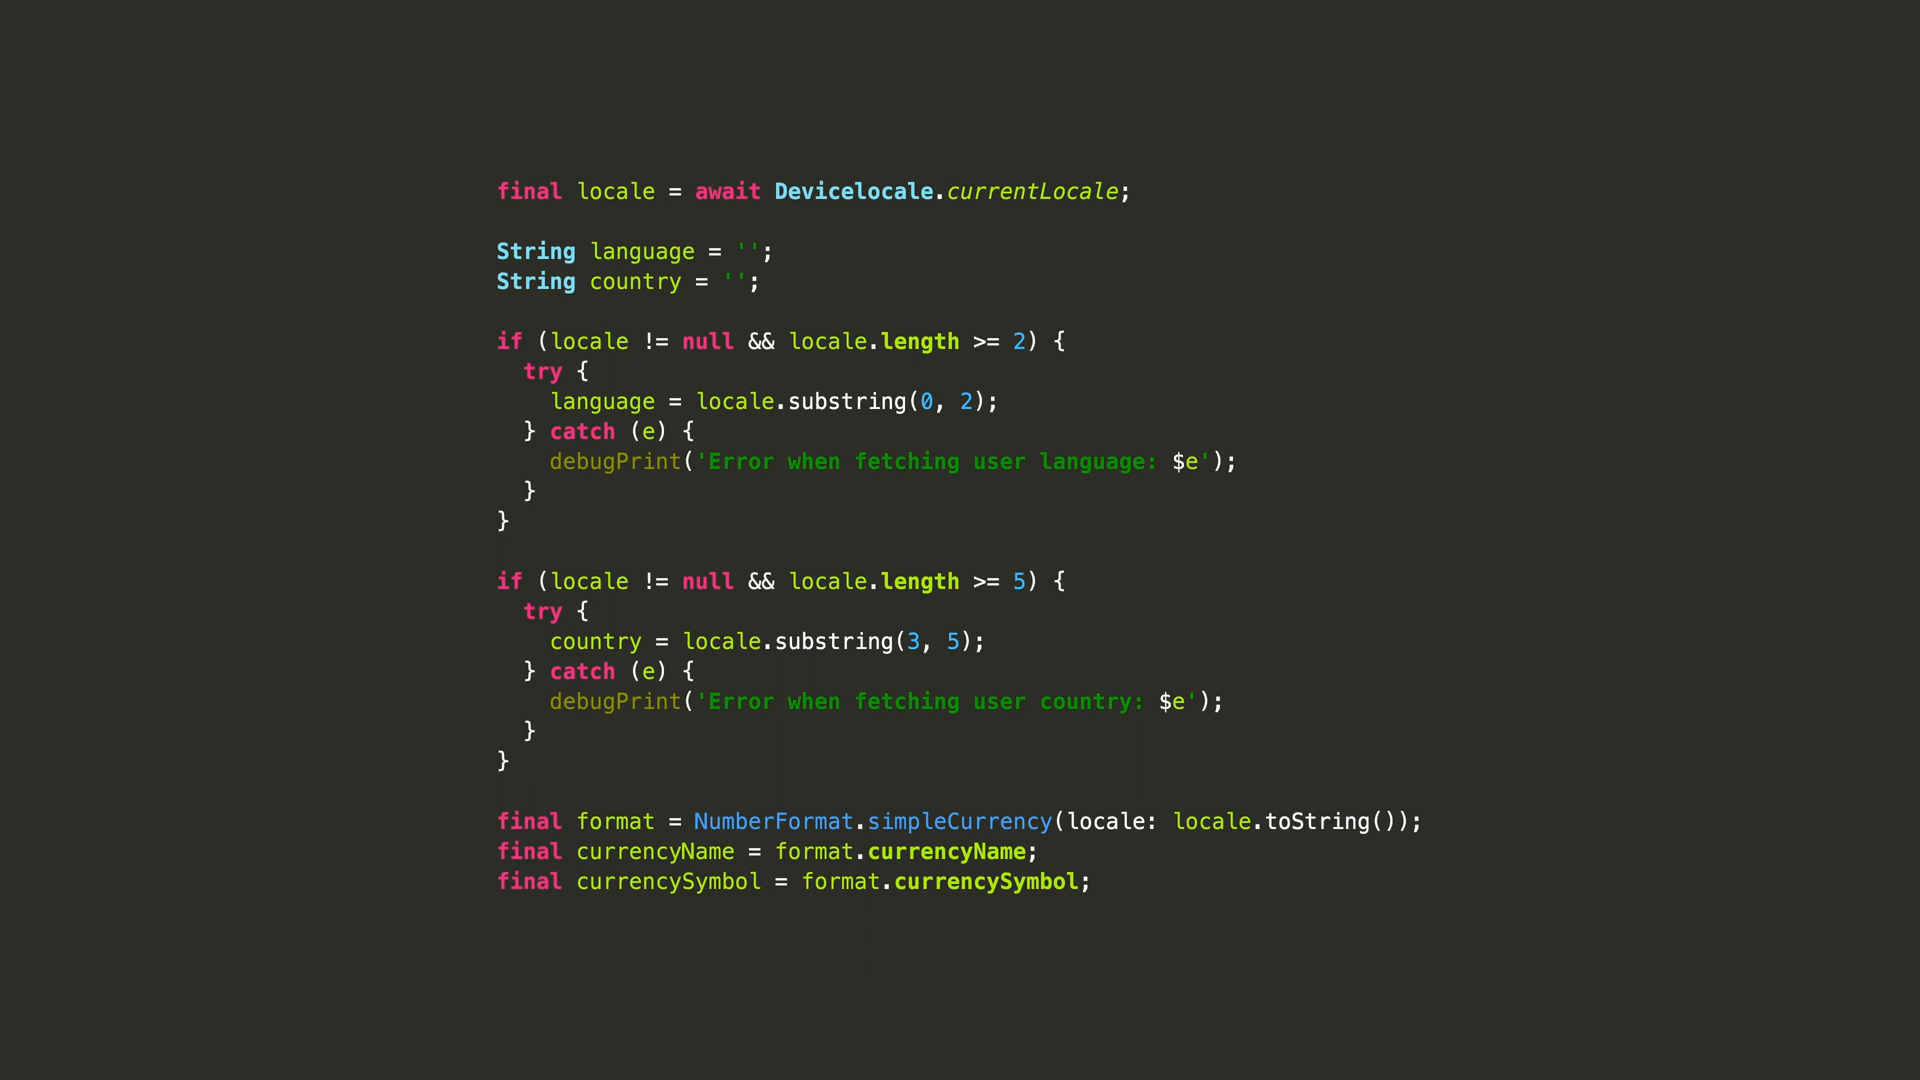 final locale = await Devicelocale.currentLocale;
String language = '';
String country = '';
if (locale != null && locale.length >= 2) {
try {
language = locale.substring(0, 2);
} catch (e) {
debugPrint('Error when fetching user language: $e');
}
}
if (locale != null && locale.length >= 5) {
try {
country = locale.substring(3, 5);
} catch (e) {
debugPrint('Error when fetching user country: $e');
}
}
final format = NumberFormat.simpleCurrency(locale: locale.toString());
final currencyName = format.currencyName;
final currencySymbol = format.currencySymbol;